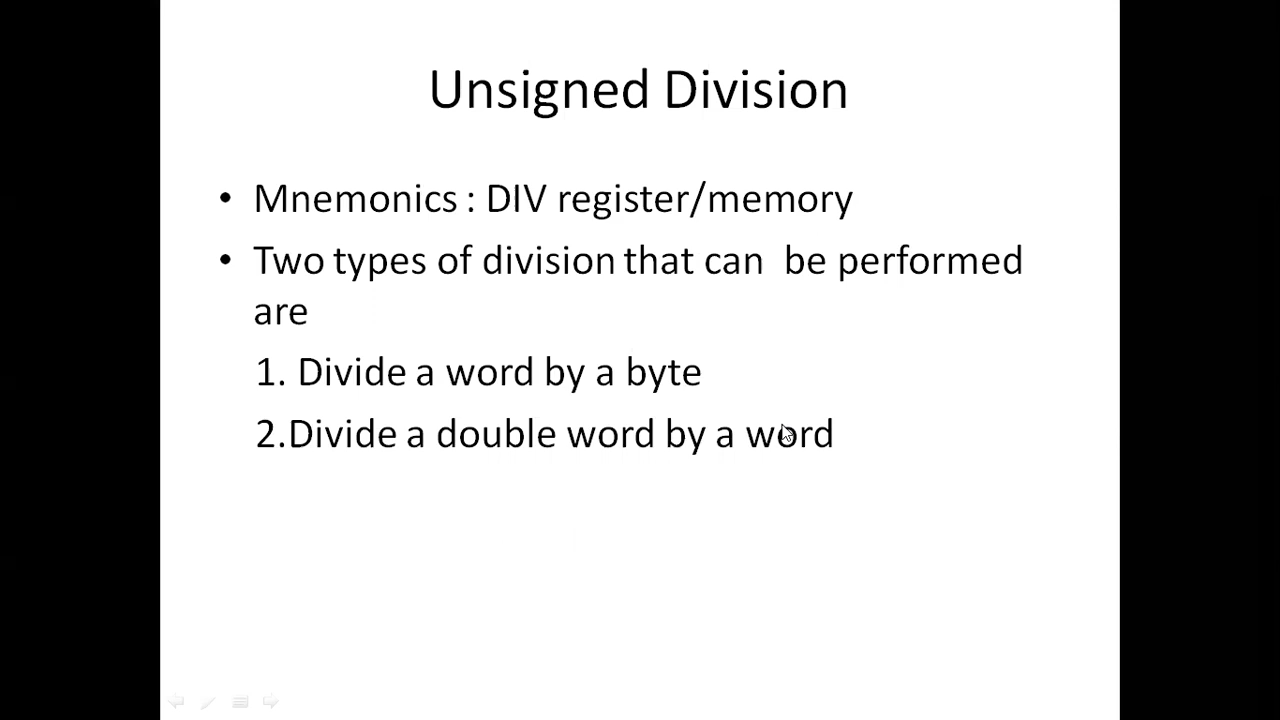 Unsigned Division
• Mnemonics : DIV register/memory
• Two types of division that can  be performed
are
1. Divide a word by a byte
2.Divide a double word by a word